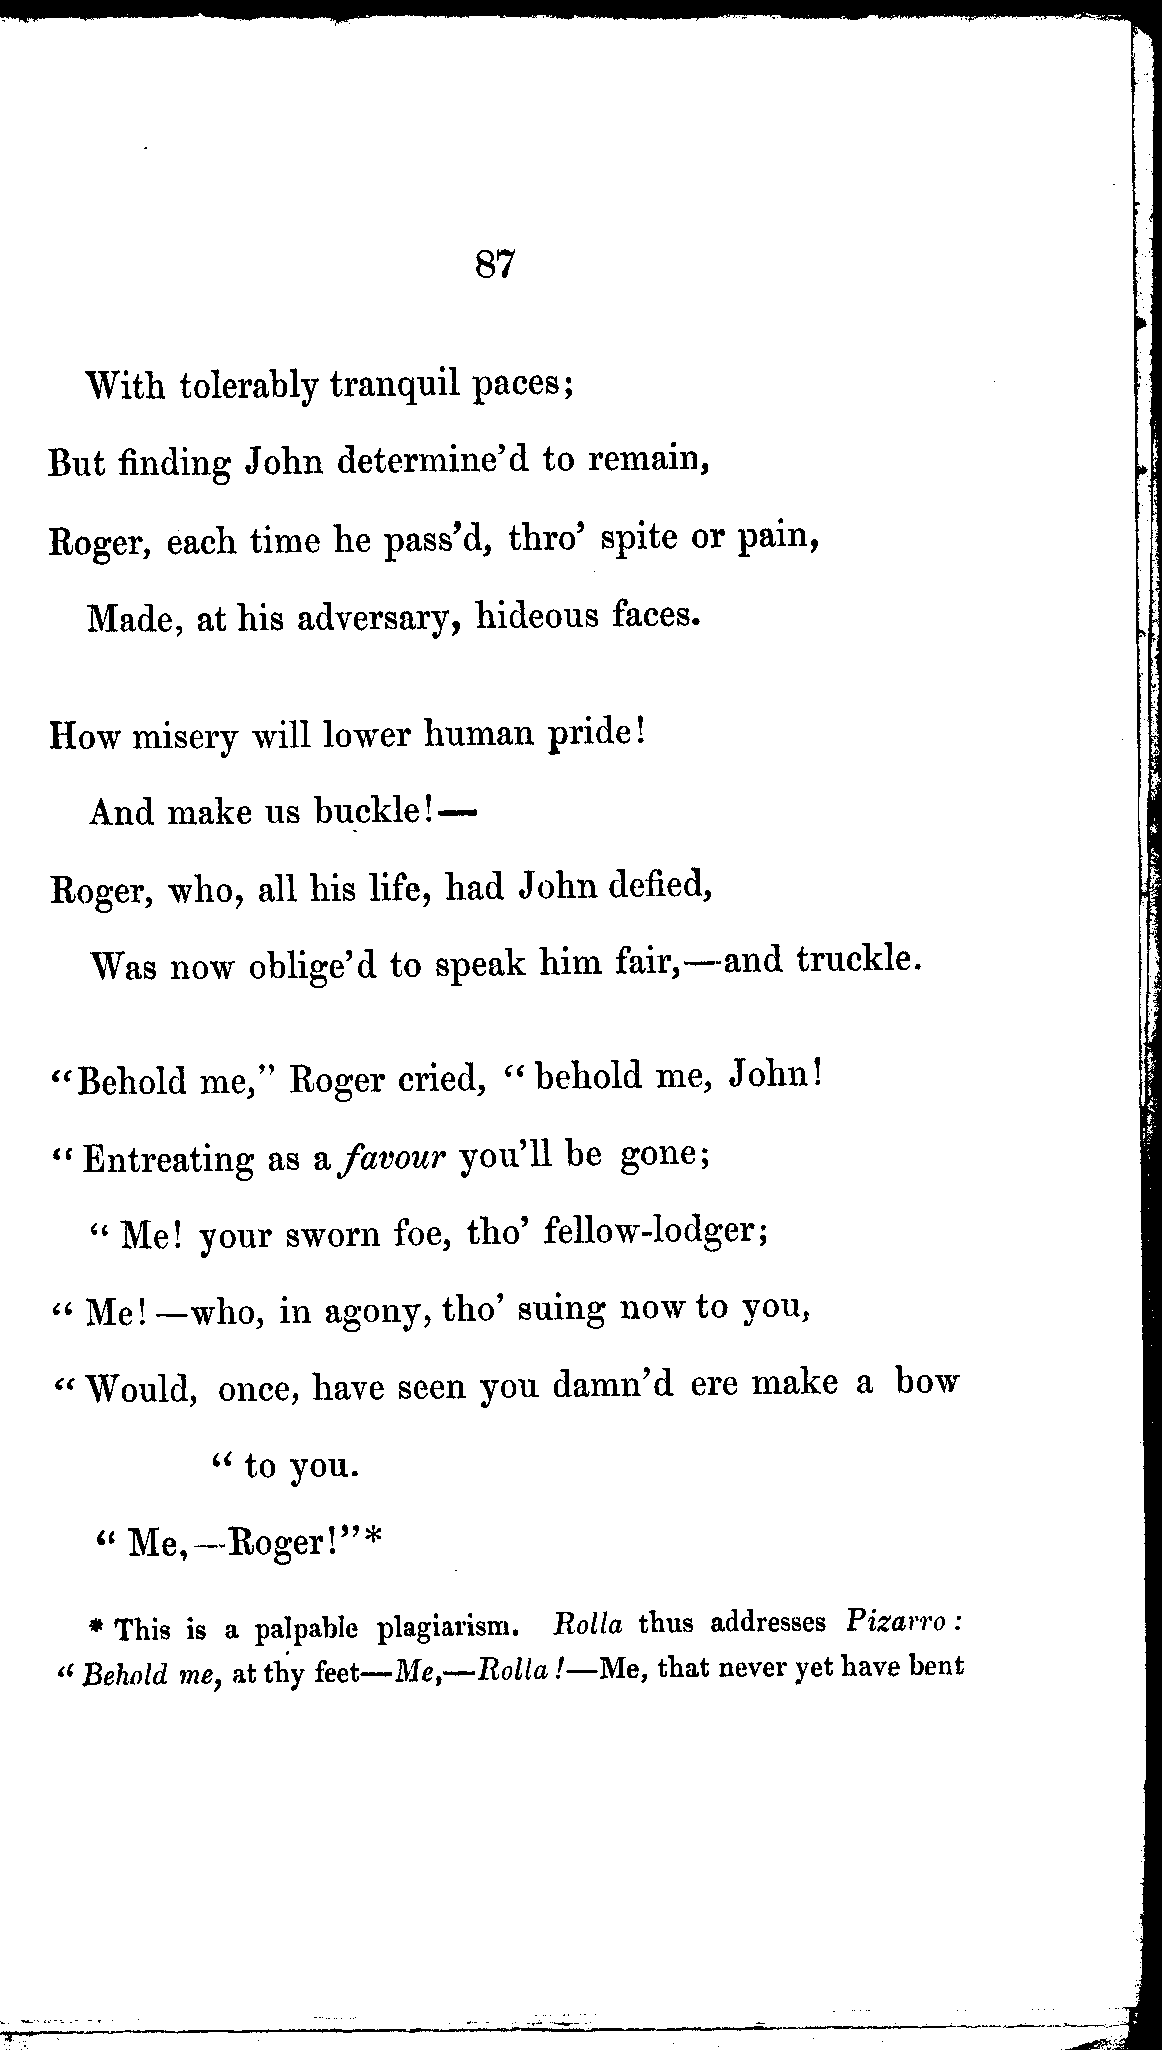 87
With tolerably tranquil paces;
But finding John determine'd to remain,
Roger, each time he pass'd, thro' spite or pain,
Made, at his adversary, hideous faces.
How misery will lower human pride!
And make us buckle!—
Roger, who, all his life, had John defied,
Was now oblige'd to speak him fair,—and truckle.
"Behold me," Roger cried, "behold me, John!
"Entreating as a favour you'll be gone;
"Me! your sworn foe, tho' fellow-lodger;
"Me!—who, in agony, tho' suing now to you,
"Would, once, have seen you damn'd ere make a bow
"to you.
"Me,—Roger!"*
* This is a palpable plagiarism. Rolla thus addresses Pizarro:
"Behold me, at thy feet—Me,—Rolla!—Me, that never yet have bent